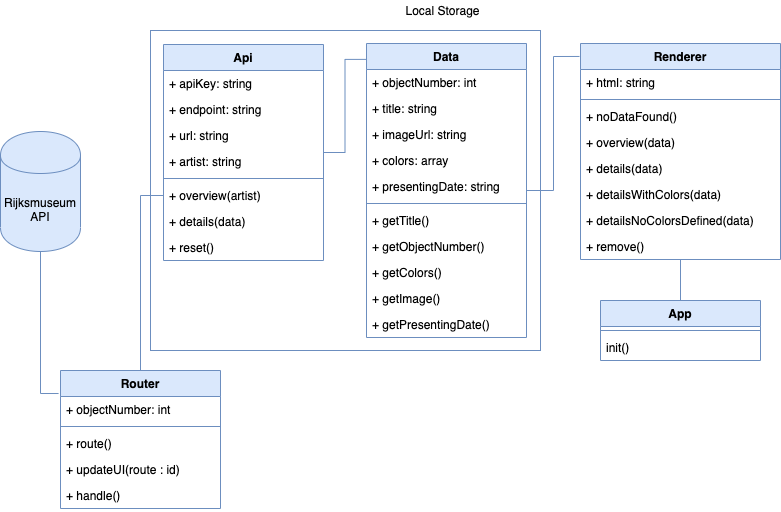 Local Storage
Api
+ apiKey: string
+ endpoint: string
+ url: string
+ artist: string
+ overview(artist)
+ details(data)
+ reset()
Data
+ objectNumber: int
+ title: string
+ imageUrl: string
+ colors: array
+ presentingDate: string
+ getTitle()
+ getObjectNumber()
+ getColors()
+ getImage()
+ getPresentingDate()
Renderer
+ html: string
+ noDataFound()
+ overview(data)
+ details(data)
+ detailsWithColors(data)
+ detailsNoColorsDefined(data)
+ remove()
Rijksmuseum
API
App
init()
Router
+ objectNumber: int
+ route()
+ updateUI(route : id)
+ handle()